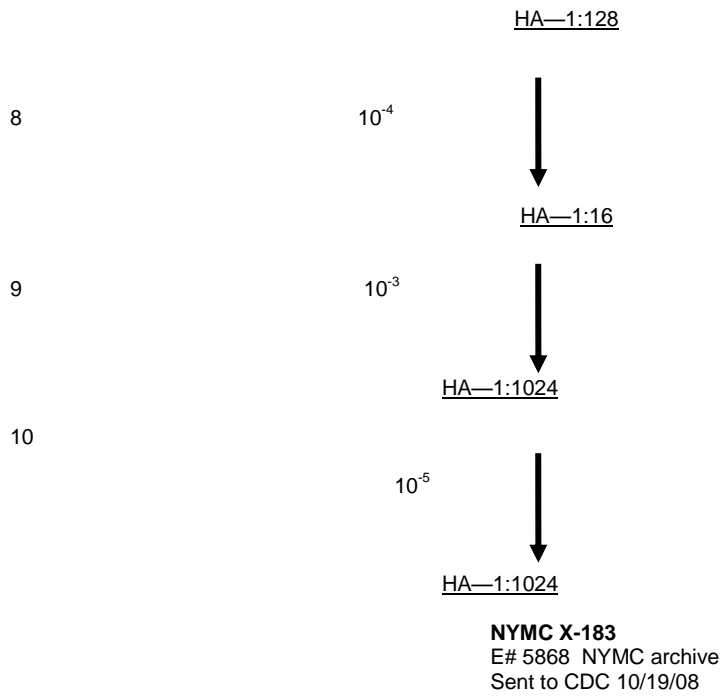 HA—1:128
8 10⁻⁴
HA—1:16
9 10⁻³
HA—1:1024
10
10⁻⁵
HA—1:1024
NYMC X-183
E# 5868 NYMC archive
Sent to CDC 10/19/08